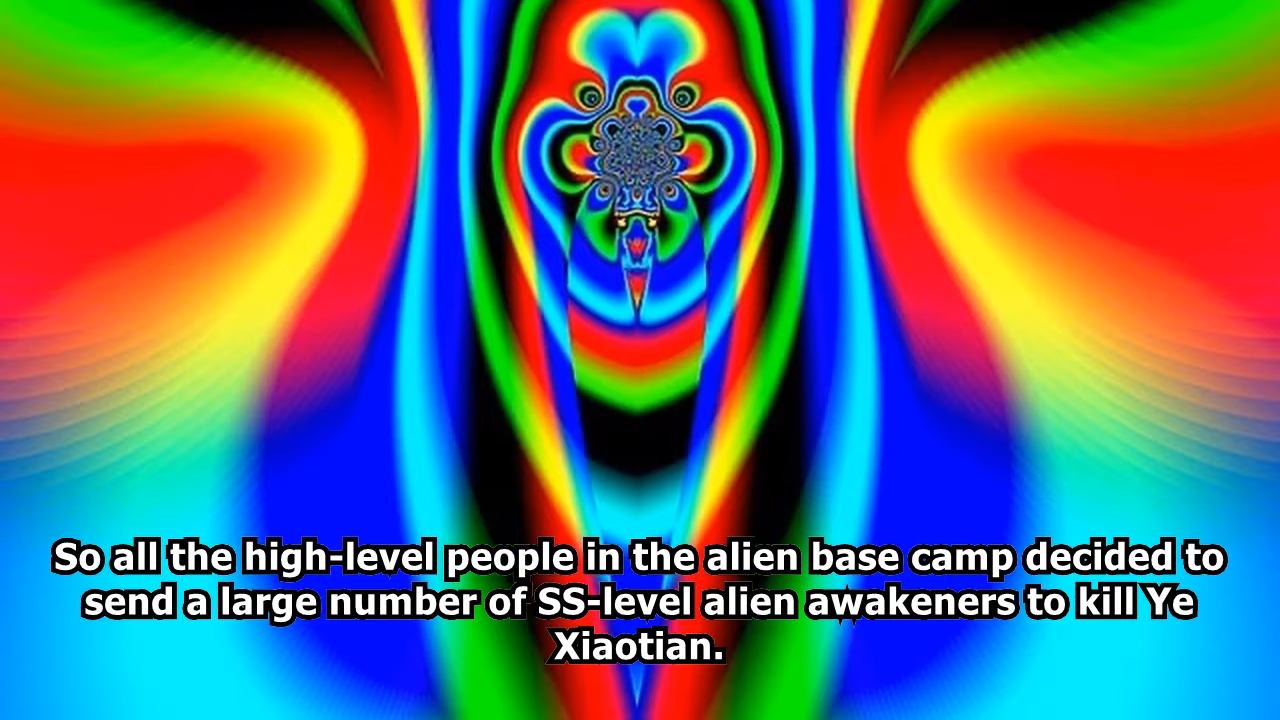 So all the high-level people in the alien base camp decided to
send a large number of SS-level alien awakeners to kill Ye
Xiaotian.